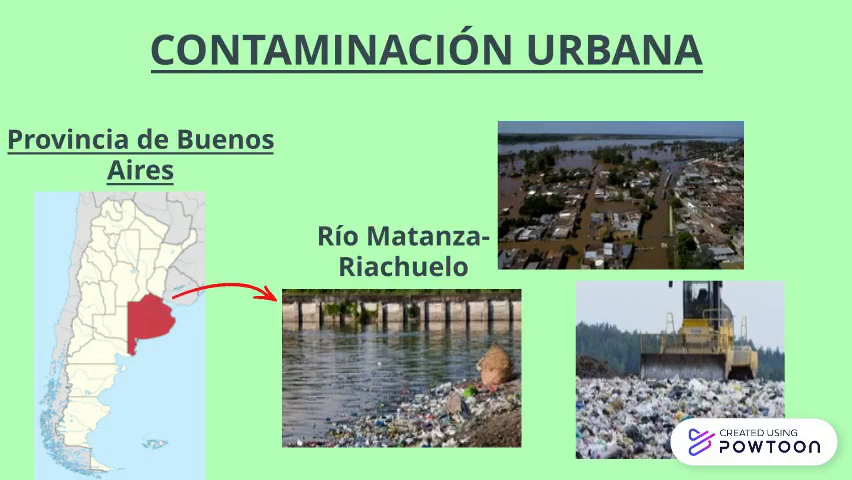 CONTAMINACIÓN URBANA
Provincia de Buenos
Aires
Río Matanza-
Riachuelo
CREATED USING
POWTOON